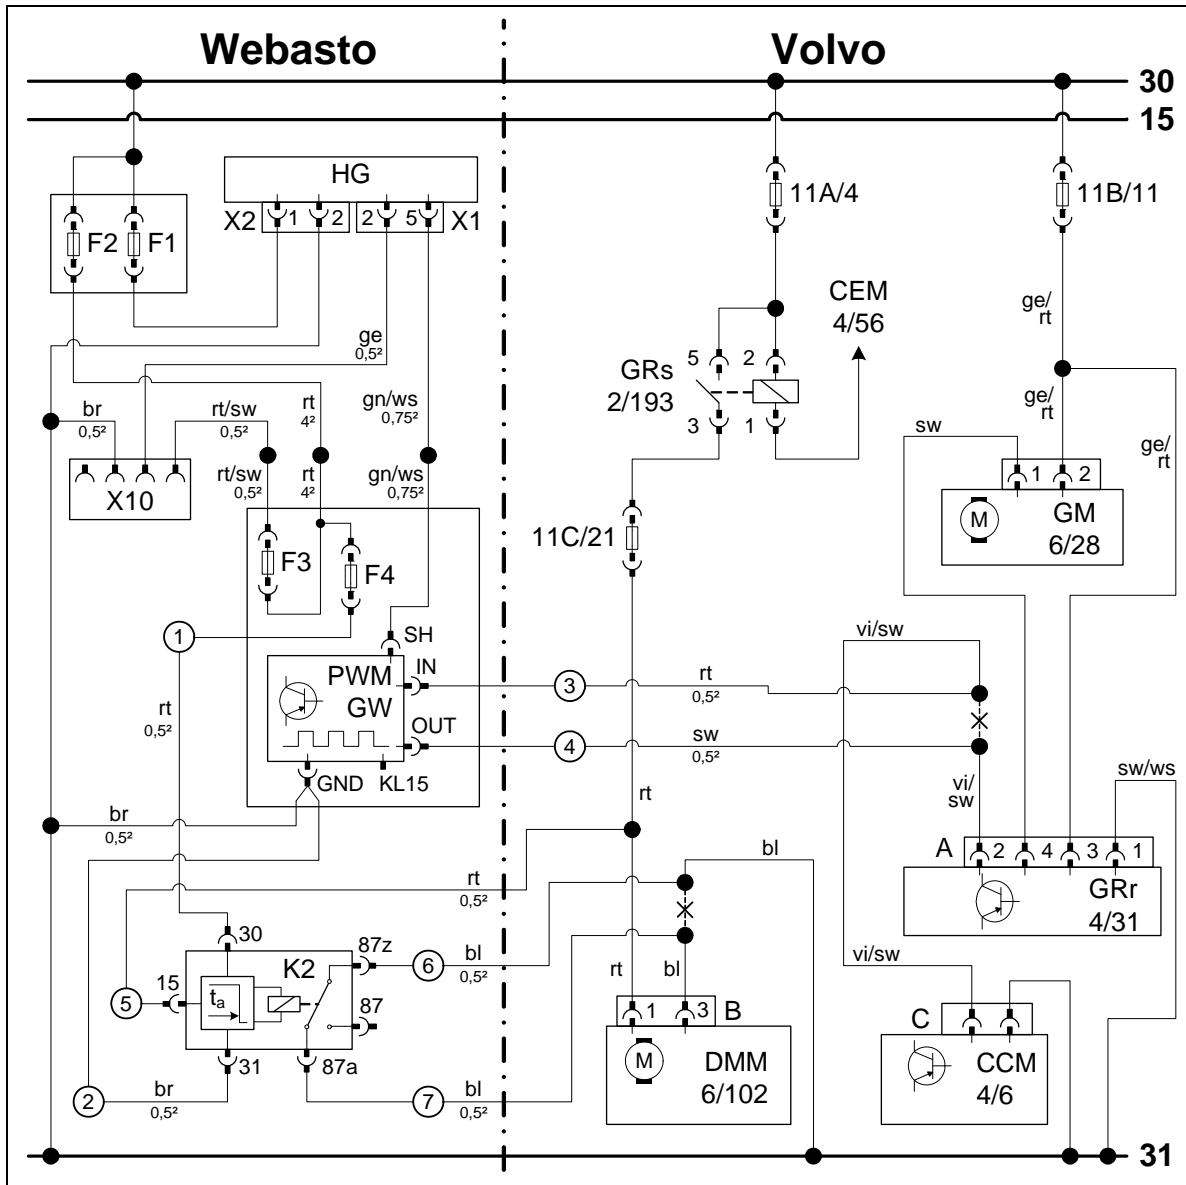 Webasto
Volvo
30
15
HG
X2
1
2
2
5
X1
11A/4
11B/11
F2
F1
CEM
4/56
ge/
rt
ge
0,5²
GRs
2/193
5
2
3
1
br
0,5²
rt/sw
0,5²
rt
4²
gn/ws
0,75²
ge/
rt
ge/
rt
sw
rt/sw
0,5²
rt
4²
gn/ws
0,75²
X10
1
2
M
GM
6/28
11C/21
F3
F4
1
SH
PWM
GW
IN
OUT
GND
KL15
3
rt
0,5²
4
sw
0,5²
vi/sw
rt
0,5²
vi/
sw
sw/ws
br
0,5²
rt
bl
A
2
4
3
1
GRr
4/31
rt
0,5²
30
K2
87z
6
bl
0,5²
15
5
ta
87
31
87a
rt
bl
vi/sw
1
3
B
M
DMM
6/102
C
CCM
4/6
2
br
0,5²
7
bl
0,5²
31